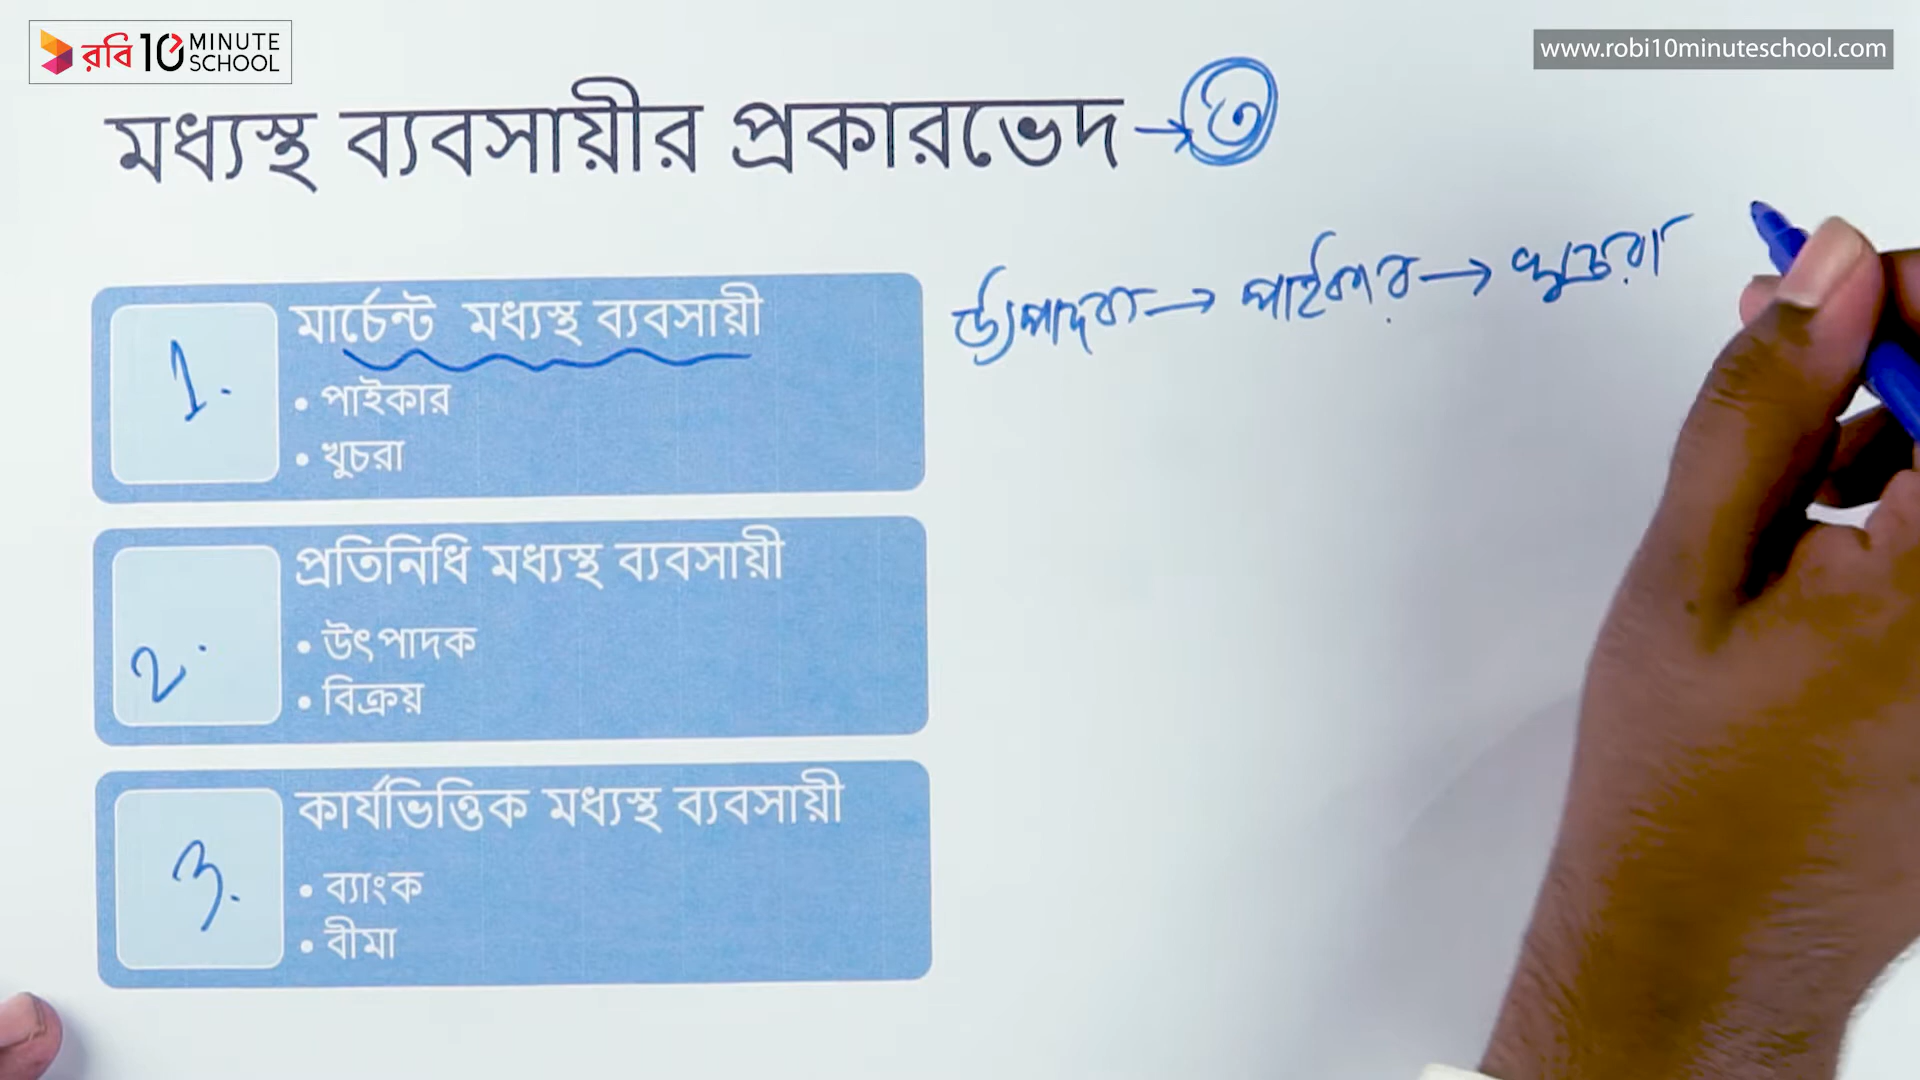 রবি 10 MINUTE SCHOOL
www.robi10minuteschool.com
মধ্যস্থ ব্যবসায়ীর প্রকারভেদ → ৩
উৎপাদক → পাইকার → খুচরা
1.
মার্চেন্ট মধ্যস্থ ব্যবসায়ী
• পাইকার
• খুচরা
2.
প্রতিনিধি মধ্যস্থ ব্যবসায়ী
• উৎপাদক
• বিক্রয়
3.
কার্যভিত্তিক মধ্যস্থ ব্যবসায়ী
• ব্যাংক
• বীমা